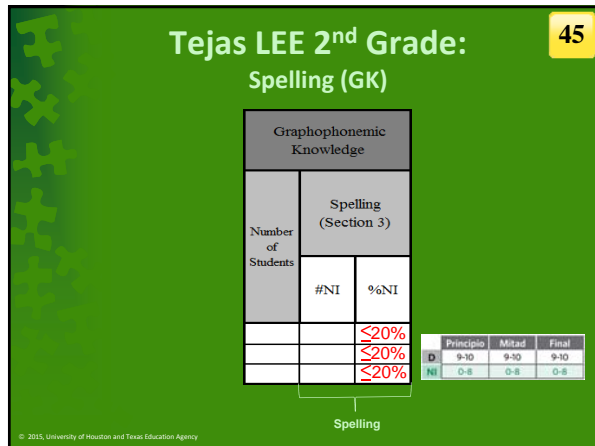 Tejas LEE 2nd Grade:
45
Spelling (GK)
Graphophonemic
Knowledge
Number
of
Students
Spelling
(Section 3)
#NI
%NI
≤20%
≤20%
≤20%
Principio Mitad Final
D 9-10 9-10 9-10
NI 0-8 0-8 0-8
Spelling
© 2015, University of Houston and Texas Education Agency